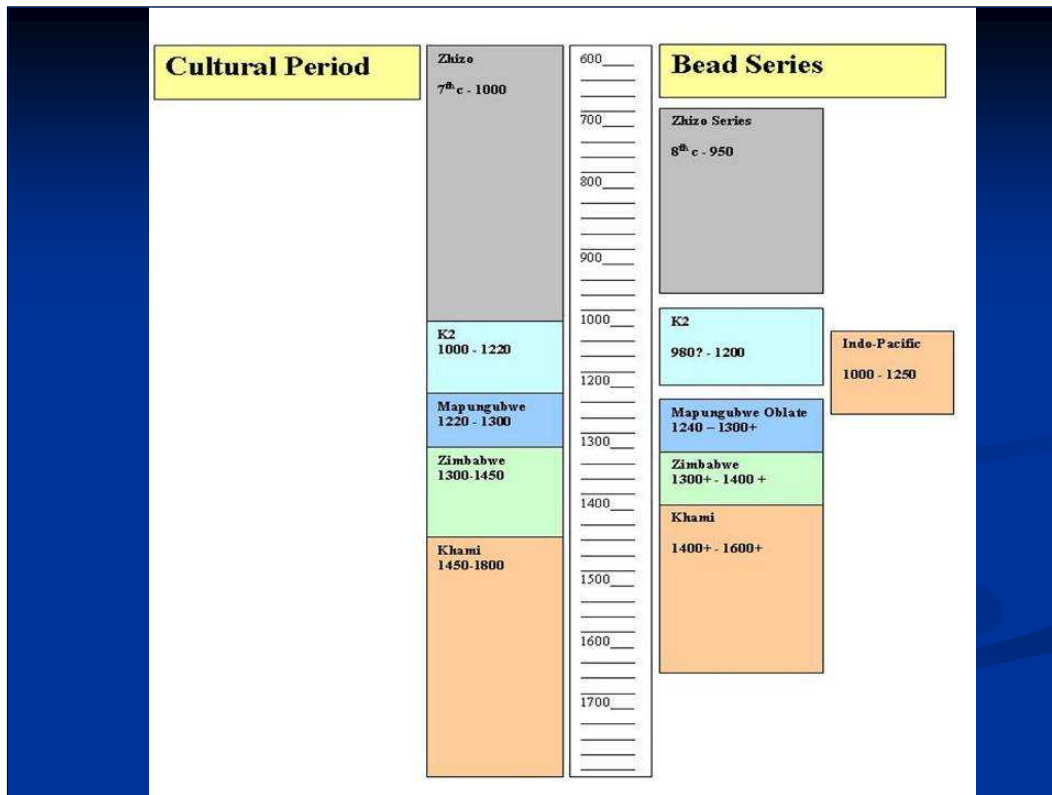 Cultural Period
Zhizo
7th c - 1000
K2
1000 - 1220
Mapungubwe
1220 - 1300
Zimbabwe
1300-1450
Khami
1450-1800
600
700
800
900
1000
1200
1300
1400
1500
1600
1700
Bead Series
Zhizo Series
8th c - 950
K2
980? - 1200
Indo-Pacific
1000 - 1250
Mapungubwe Oblate
1240 – 1300+
Zimbabwe
1300+ - 1400 +
Khami
1400+ - 1600+